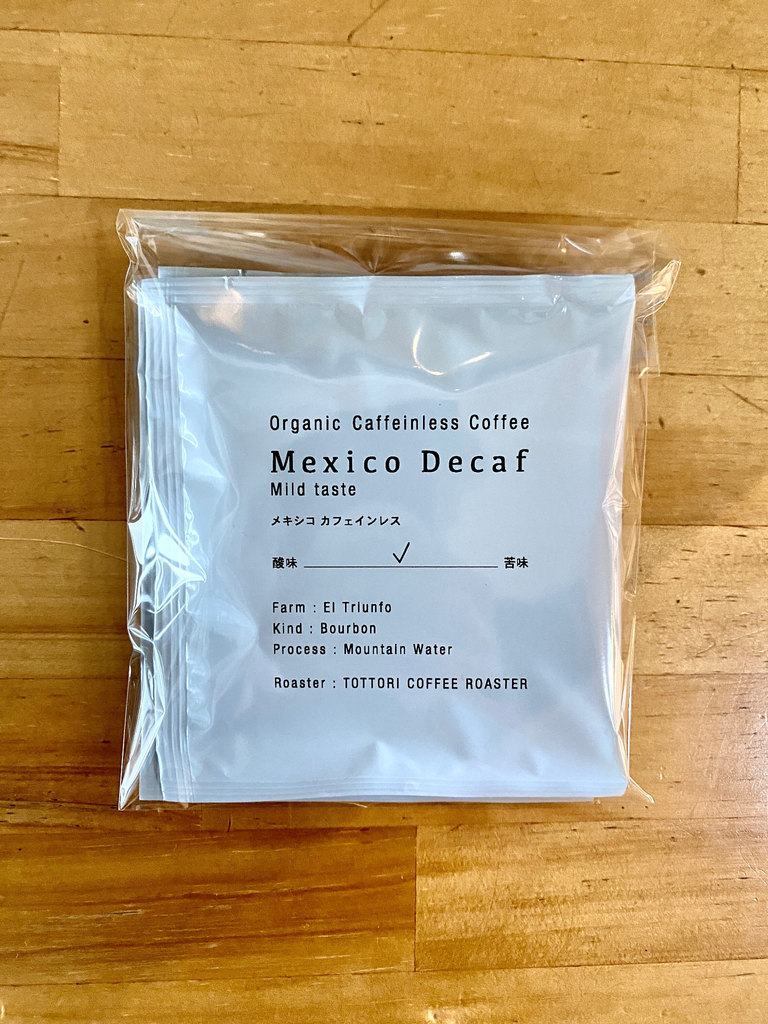 Organic Caffeinless Coffee
Mexico Decaf
Mild taste
メキシコ カフェインレス
酸味 ✓ 苦味
Farm : El Triunfo
Kind : Bourbon
Process : Mountain Water
Roaster : TOTTORI COFFEE ROASTER